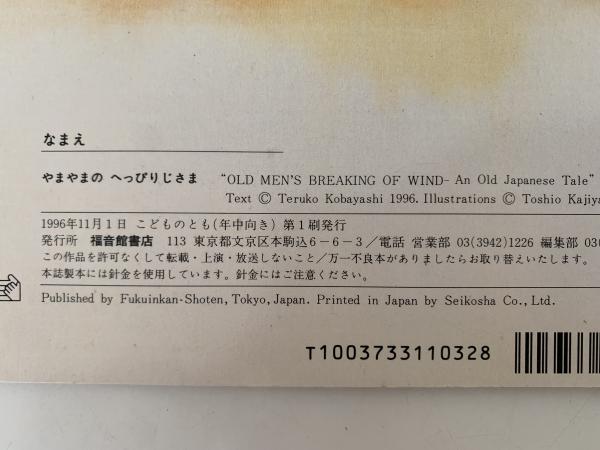 なまえ
やまやまの へっぴりじさま “OLD MEN'S BREAKING OF WIND- An Old Japanese Tale”
Text © Teruko Kobayashi 1996. Illustrations © Toshio Kajiya
1996年11月1日 こどものとも(年中向き) 第1刷発行
発行所 福音館書店 113 東京都文京区本駒込6−6−3/電話 営業部 03(3942)1226 編集部 03(
この作品を許可なくして転載・上演・放送しないこと/万一不良本がありましたらお取り替えいたします。
本誌製本には針金を使用しています。針金にはご注意ください。
Published by Fukuinkan-Shoten, Tokyo, Japan. Printed in Japan by Seikosha Co., Ltd.
T1003733110328